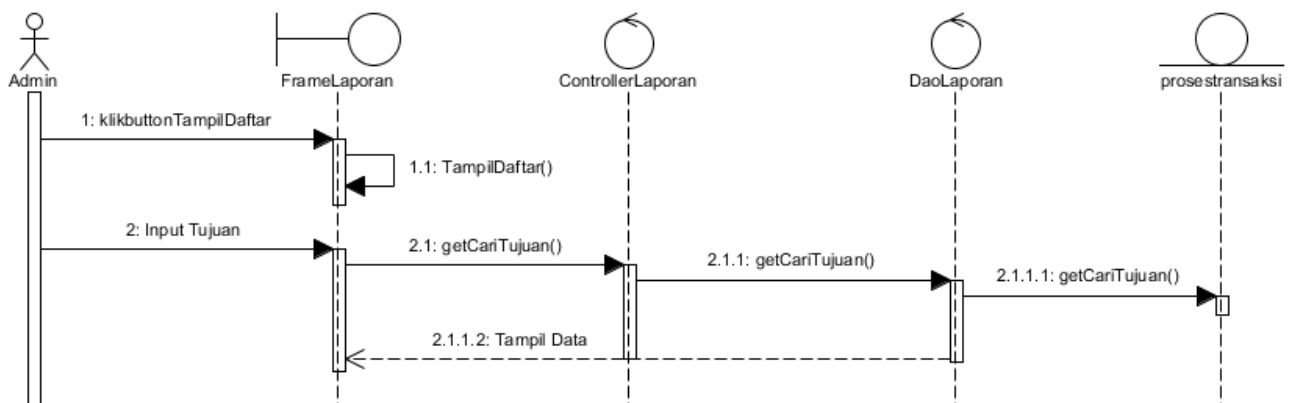 Admin
FrameLaporan
ControllerLaporan
DaoLaporan
prosestransaksi
1: klikbuttonTampilDaftar
1.1: TampilDaftar()
2: Input Tujuan
2.1: getCariTujuan()
2.1.1: getCariTujuan()
2.1.1.1: getCariTujuan()
2.1.1.2: Tampil Data